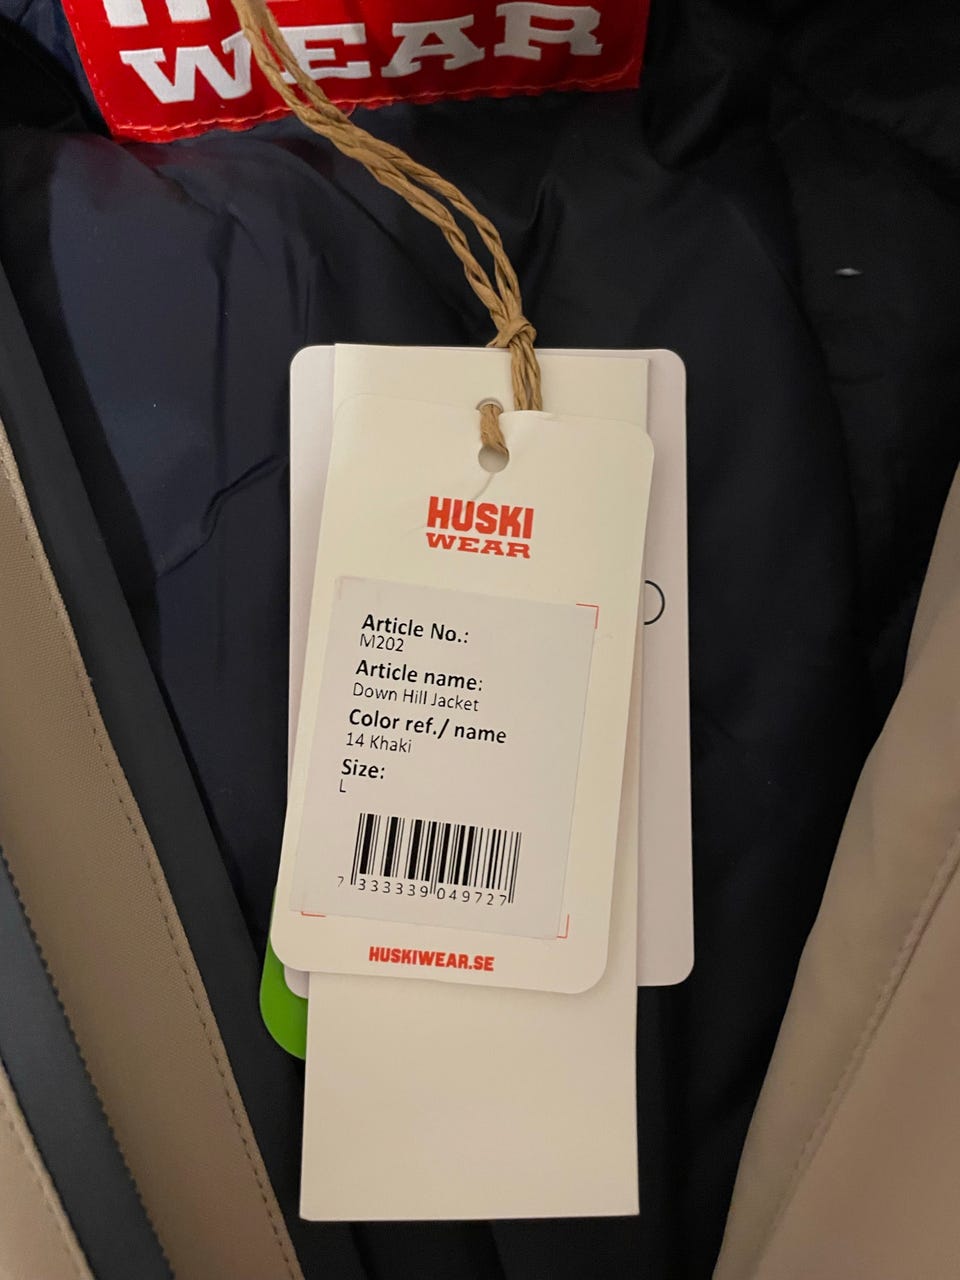 WEAR
HUSKI
WEAR
Article No.:
M202
Article name:
Down Hill Jacket
Color ref./ name
14 Khaki
Size:
L
7 333339 049727
HUSKIWEAR.SE